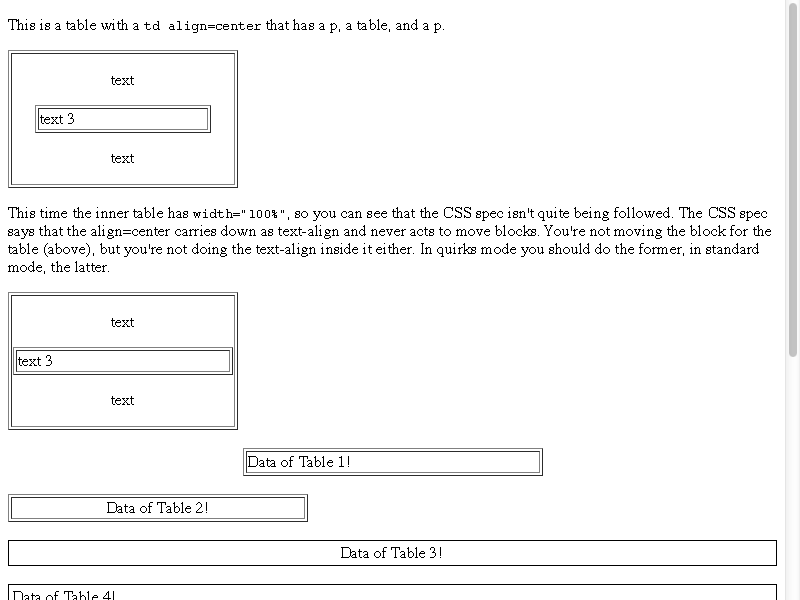 This is a table with a td align=center that has a p, a table, and a p.
text
text 3
text
This time the inner table has width="100%", so you can see that the CSS spec isn't quite being followed. The CSS spec
says that the align=center carries down as text-align and never acts to move blocks. You're not moving the block for the
table (above), but you're not doing the text-align inside it either. In quirks mode you should do the former, in standard
mode, the latter.
text
text 3
text
Data of Table 1!
Data of Table 2!
Data of Table 3!
Data of Table 4!